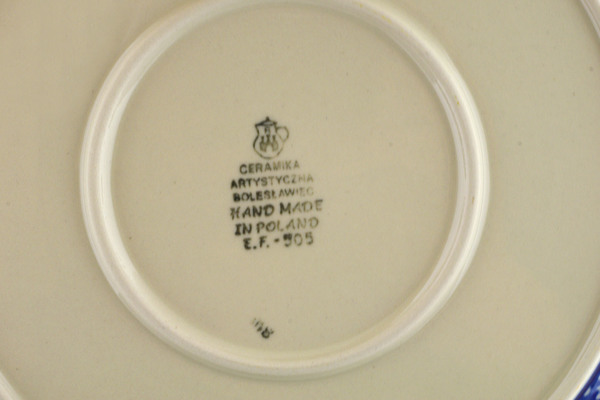 CERAMIKA
ARTYSTYCZNA
BOLESŁAWIEC
HAND MADE
IN POLAND
E.F.-505